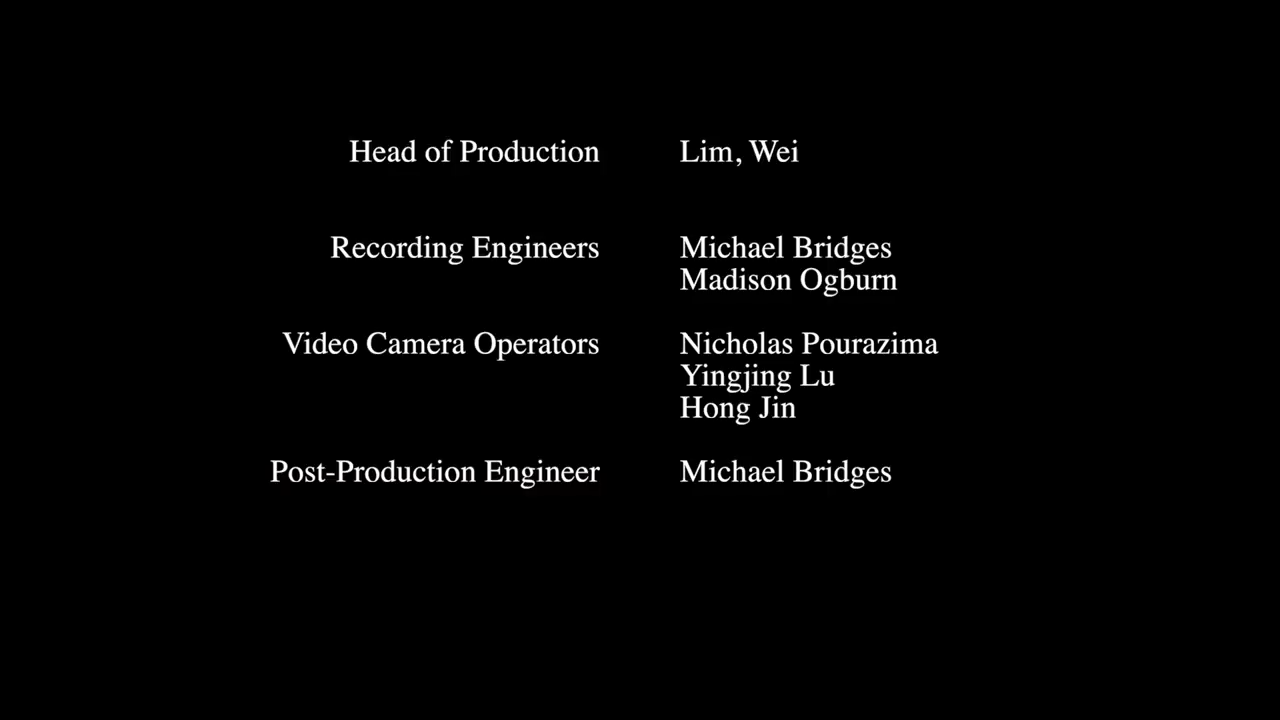 Head of Production Lim, Wei
Recording Engineers Michael Bridges
Madison Ogburn
Video Camera Operators Nicholas Pourazima
Yingjing Lu
Hong Jin
Post-Production Engineer Michael Bridges